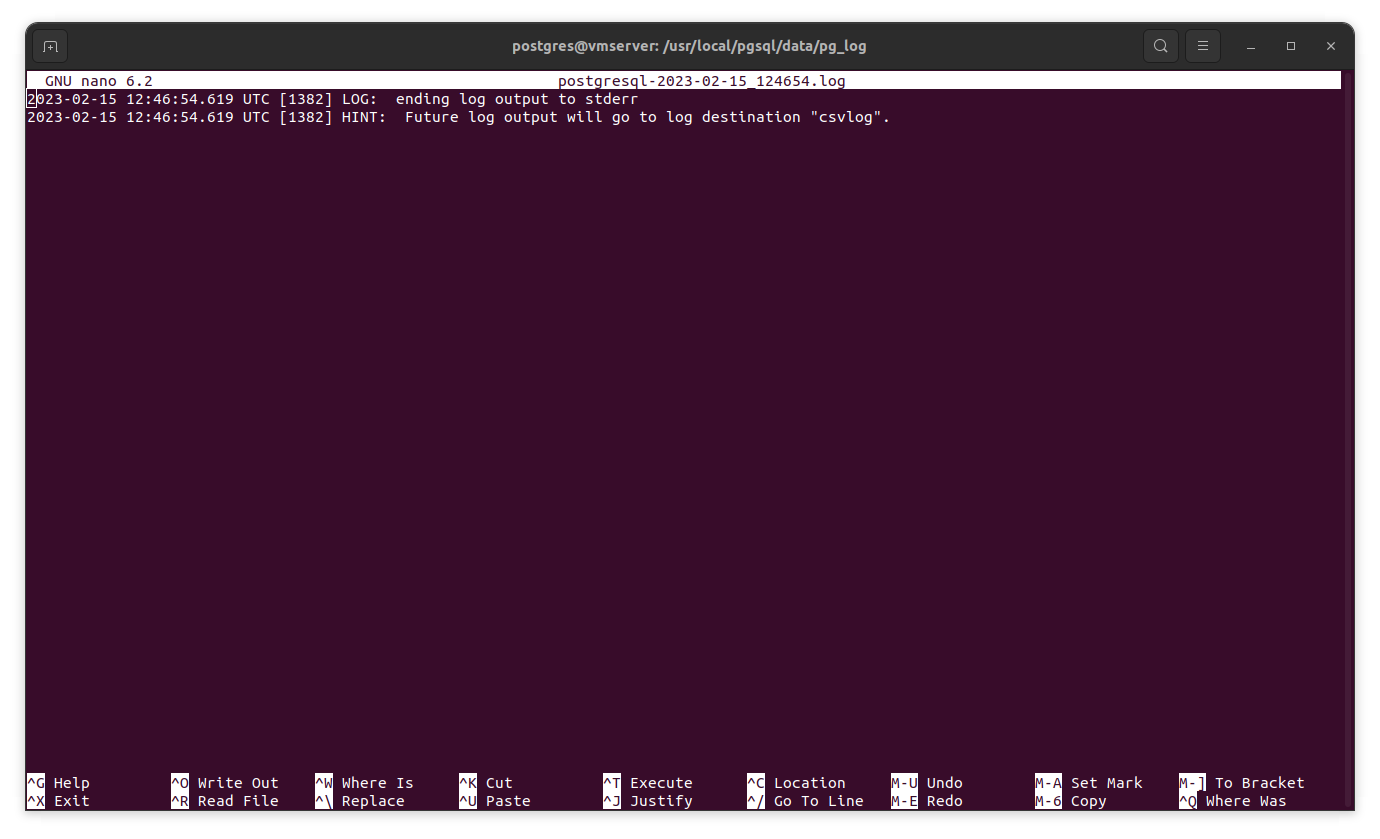 postgres@vmserver: /usr/local/pgsql/data/pg_log
GNU nano 6.2 postgresql-2023-02-15_124654.log
2023-02-15 12:46:54.619 UTC [1382] LOG:  ending log output to stderr
2023-02-15 12:46:54.619 UTC [1382] HINT:  Future log output will go to log destination "csvlog".
^G Help ^O Write Out ^W Where Is ^K Cut ^T Execute ^C Location M-U Undo M-A Set Mark M-] To Bracket
^X Exit ^R Read File ^\ Replace ^U Paste ^J Justify ^/ Go To Line M-E Redo M-6 Copy ^Q Where Was